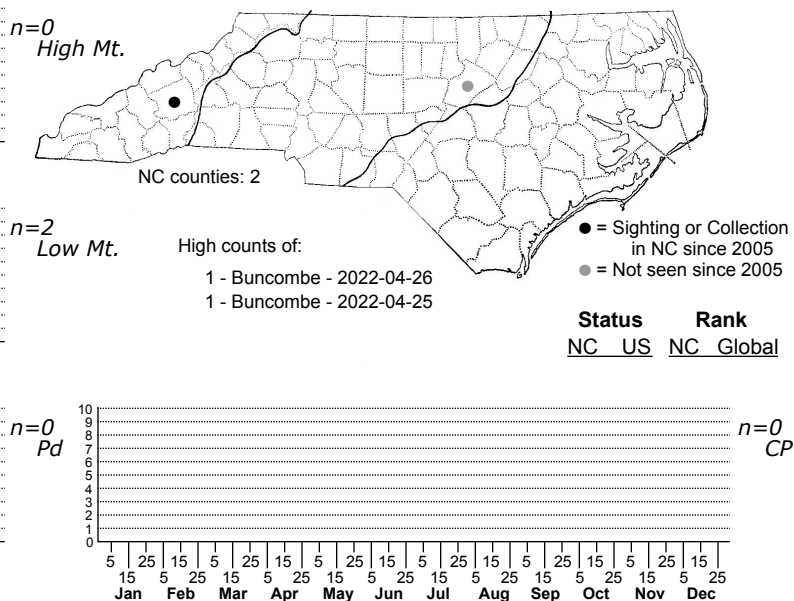 n=0
High Mt.
NC counties: 2
n=2
Low Mt.
High counts of:
1 - Buncombe - 2022-04-26
1 - Buncombe - 2022-04-25
● = Sighting or Collection
in NC since 2005
● = Not seen since 2005
Status Rank
NC US NC Global
n=0
Pd
10
9
8
7
6
5
4
3
2
1
0
n=0
CP
5 25 15 5 25 15 5 25 15 5 25 15 5 25 15 5 25 15
15 5 25 15 5 25 15 5 25 15 5 25 15 5 25 15 5 25
Jan Feb Mar Apr May Jun Jul Aug Sep Oct Nov Dec